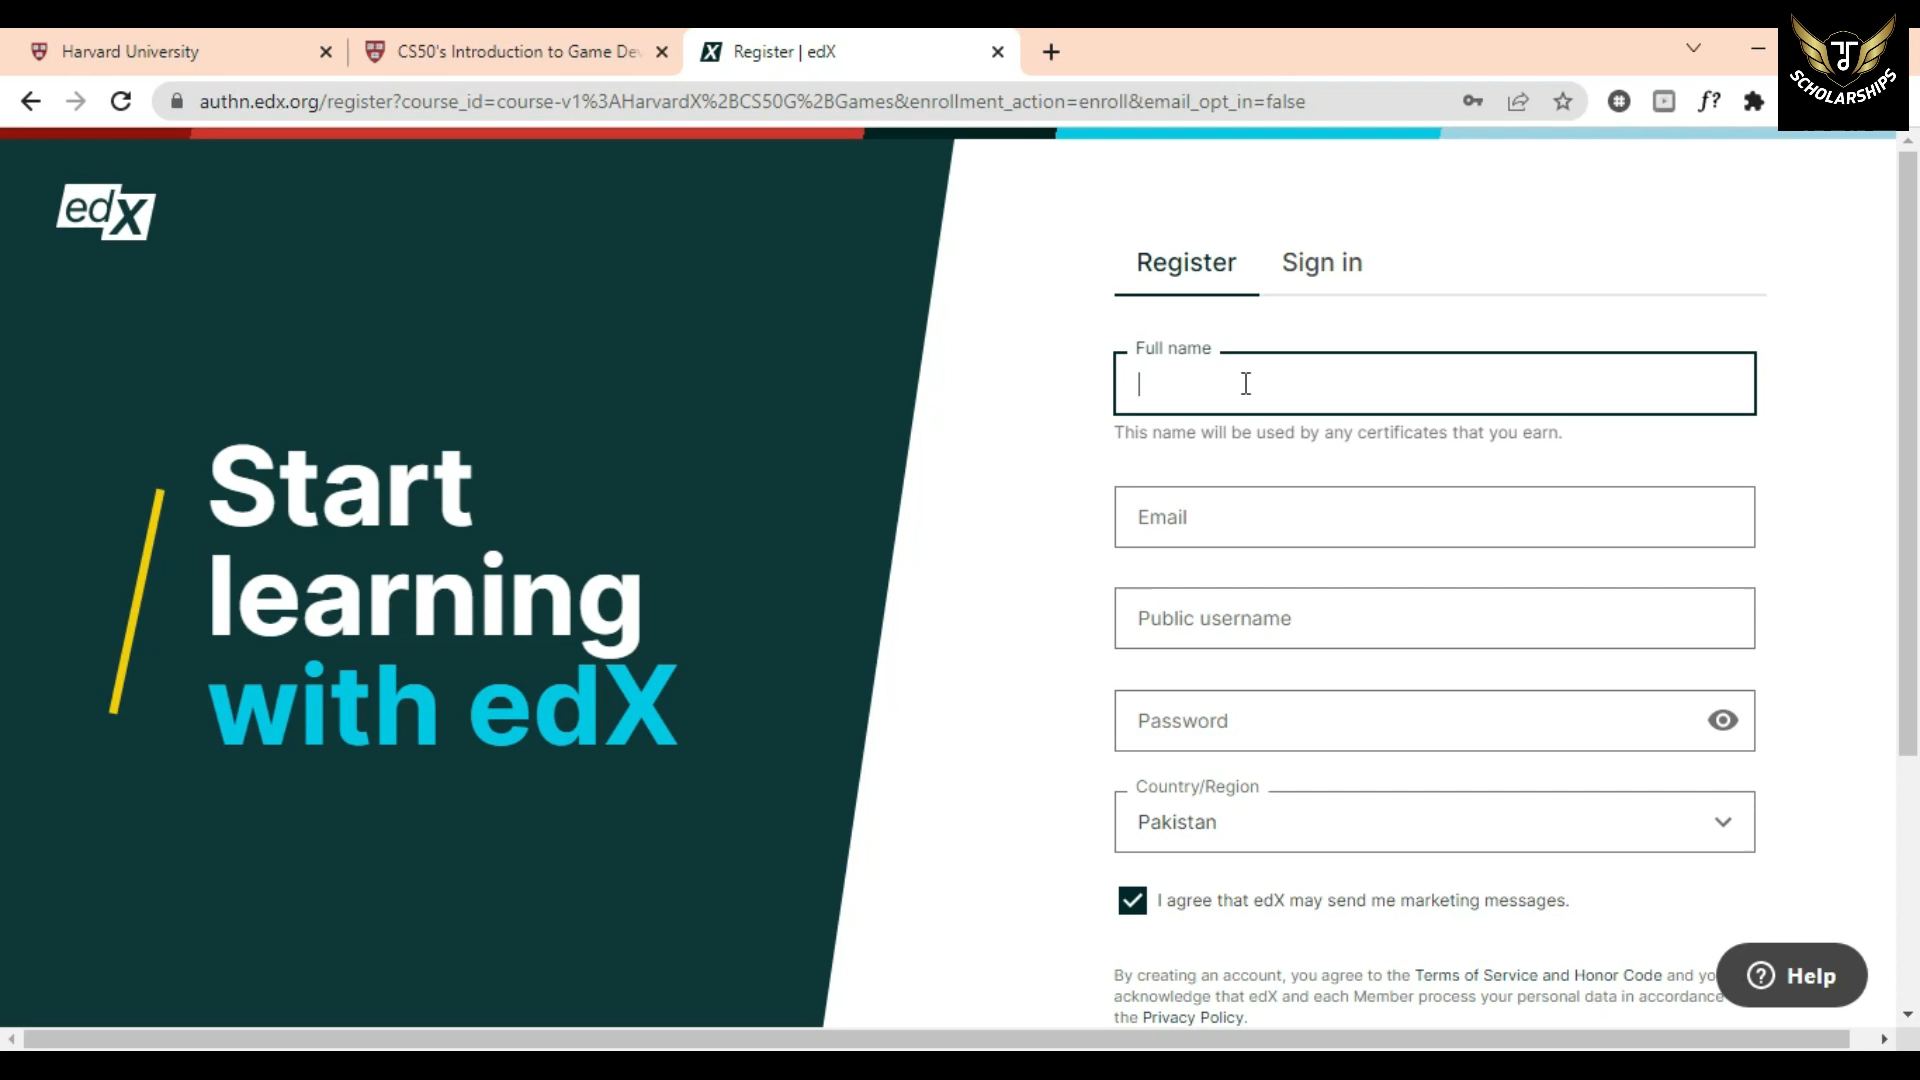 Harvard University
CS50's Introduction to Game De
Register | edX
authn.edx.org/register?course_id=course-v1%3AHarvardX%2BCS50G%2BGames&enrollment_action=enroll&email_opt_in=false
f?
SCHOLARSHIPS
edX
Start
learning
with edX
Register
Sign in
Full name
This name will be used by any certificates that you earn.
Email
Public username
Password
Country/Region
Pakistan
I agree that edX may send me marketing messages.
By creating an account, you agree to the Terms of Service and Honor Code and yo
acknowledge that edX and each Member process your personal data in accordance
the Privacy Policy.
Help